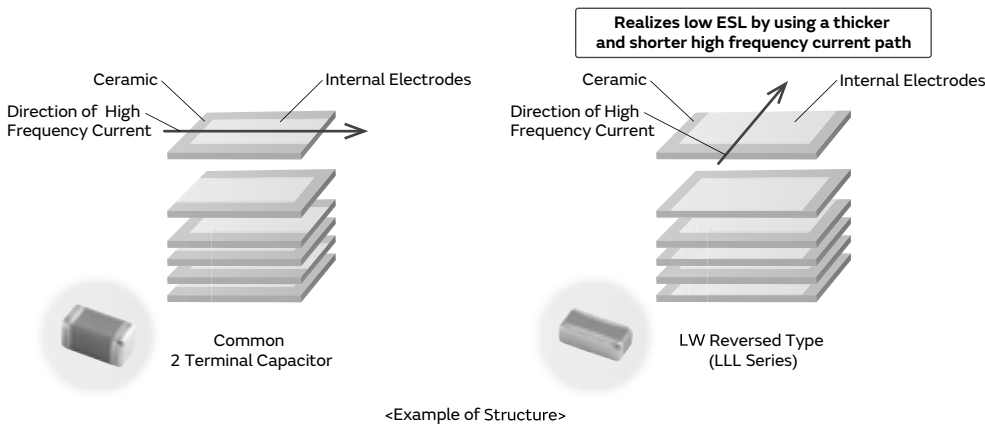 Realizes low ESL by using a thicker
and shorter high frequency current path
Ceramic
Internal Electrodes
Direction of High
Frequency Current
Common
2 Terminal Capacitor
Ceramic
Internal Electrodes
Direction of High
Frequency Current
LW Reversed Type
(LLL Series)
<Example of Structure>